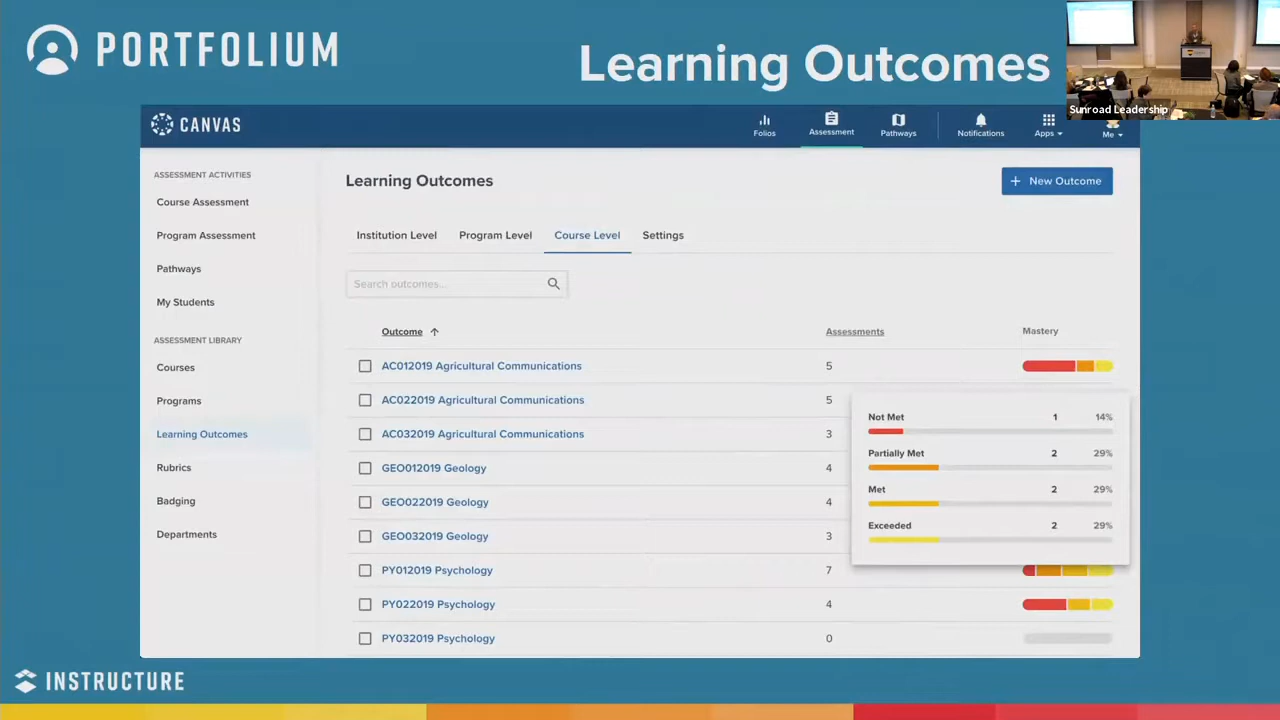 PORTFOLIUM
Learning Outcomes
Sunroad Leadership
CANVAS
Folios
Assessment
Pathways
Notifications
Apps
Me
ASSESSMENT ACTIVITIES
Course Assessment
Program Assessment
Pathways
My Students
ASSESSMENT LIBRARY
Courses
Programs
Learning Outcomes
Rubrics
Badging
Departments
Learning Outcomes
+ New Outcome
Institution Level Program Level Course Level Settings
Search outcomes...
Outcome ↑ Assessments Mastery
AC012019 Agricultural Communications 5
AC022019 Agricultural Communications 5
AC032019 Agricultural Communications 3
GEO012019 Geology 4
GEO022019 Geology 4
GEO032019 Geology 3
PY012019 Psychology 7
PY022019 Psychology 4
PY032019 Psychology 0
Not Met 1 14%
Partially Met 2 29%
Met 2 29%
Exceeded 2 29%
INSTRUCTURE